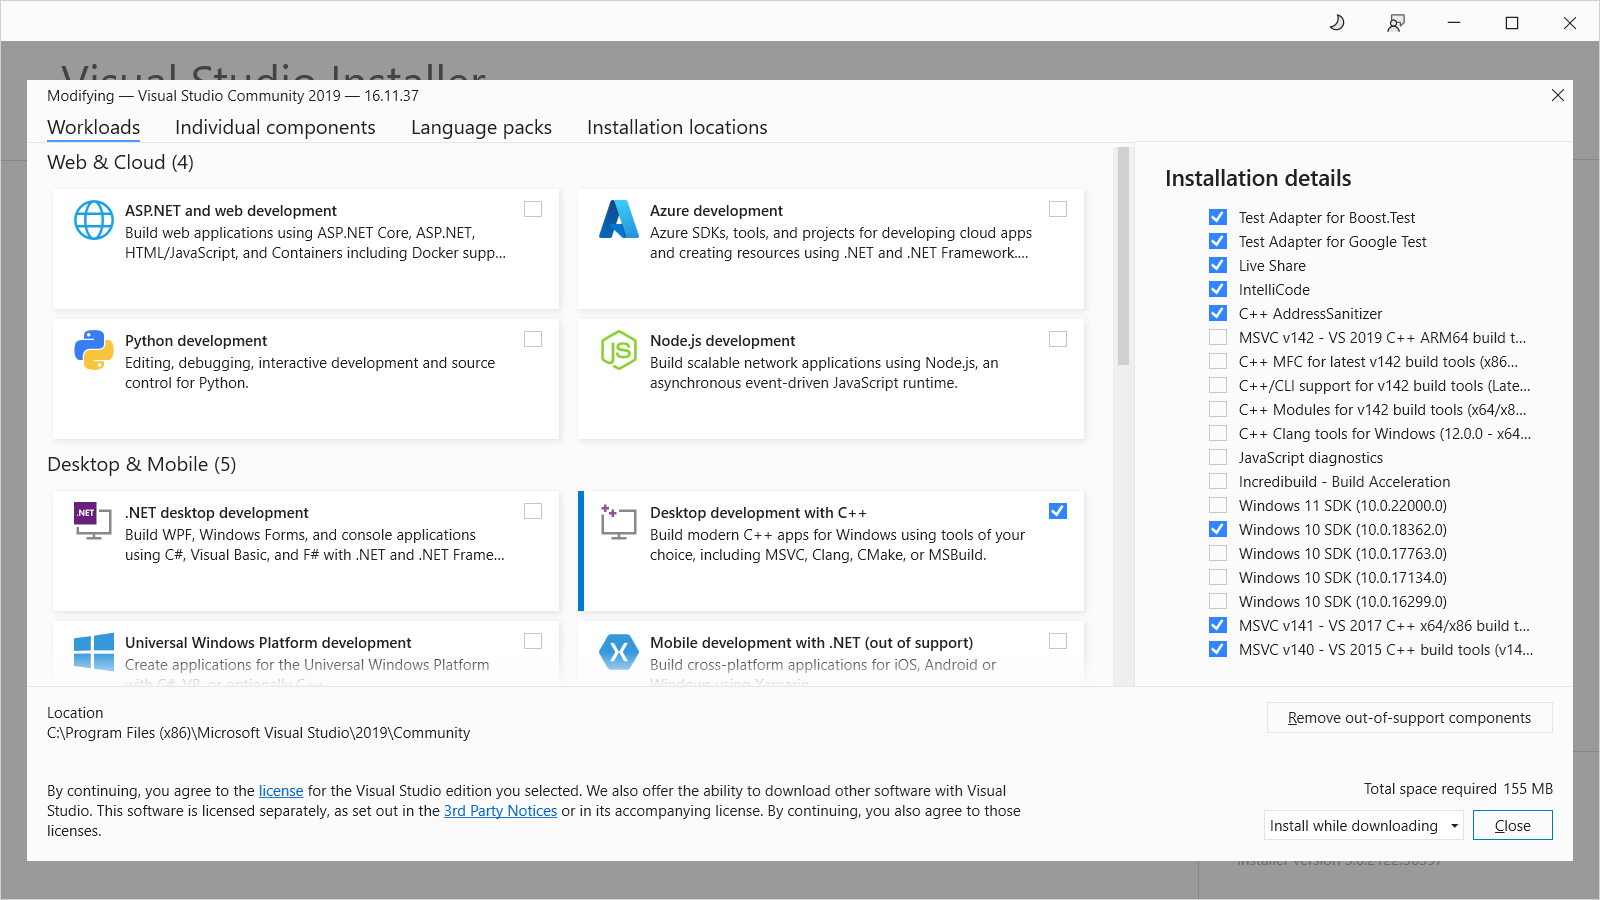 Visual Studio Installer
Modifying — Visual Studio Community 2019 — 16.11.37
Workloads
Individual components
Language packs
Installation locations
Web & Cloud (4)
ASP.NET and web development
Build web applications using ASP.NET Core, ASP.NET,
HTML/JavaScript, and Containers including Docker supp...
Azure development
Azure SDKs, tools, and projects for developing cloud apps
and creating resources using .NET and .NET Framework....
Python development
Editing, debugging, interactive development and source
control for Python.
JS
Node.js development
Build scalable network applications using Node.js, an
asynchronous event-driven JavaScript runtime.
Desktop & Mobile (5)
.NET
.NET desktop development
Build WPF, Windows Forms, and console applications
using C#, Visual Basic, and F# with .NET and .NET Frame...
Desktop development with C++
Build modern C++ apps for Windows using tools of your
choice, including MSVC, Clang, CMake, or MSBuild.
Universal Windows Platform development
Create applications for the Universal Windows Platform
with C#, VB, or optionally C++.
Mobile development with .NET (out of support)
Build cross-platform applications for iOS, Android or
Windows using Xamarin.
Installation details
Test Adapter for Boost.Test
Test Adapter for Google Test
Live Share
IntelliCode
C++ AddressSanitizer
MSVC v142 - VS 2019 C++ ARM64 build t...
C++ MFC for latest v142 build tools (x86...
C++/CLI support for v142 build tools (Late...
C++ Modules for v142 build tools (x64/x8...
C++ Clang tools for Windows (12.0.0 - x64...
JavaScript diagnostics
Incredibuild - Build Acceleration
Windows 11 SDK (10.0.22000.0)
Windows 10 SDK (10.0.18362.0)
Windows 10 SDK (10.0.17763.0)
Windows 10 SDK (10.0.17134.0)
Windows 10 SDK (10.0.16299.0)
MSVC v141 - VS 2017 C++ x64/x86 build t...
MSVC v140 - VS 2015 C++ build tools (v14...
Location
C:\Program Files (x86)\Microsoft Visual Studio\2019\Community
Remove out-of-support components
By continuing, you agree to the license for the Visual Studio edition you selected. We also offer the ability to download other software with Visual
Studio. This software is licensed separately, as set out in the 3rd Party Notices or in its accompanying license. By continuing, you also agree to those
licenses.
Total space required 155 MB
Install while downloading
Close
Installer version